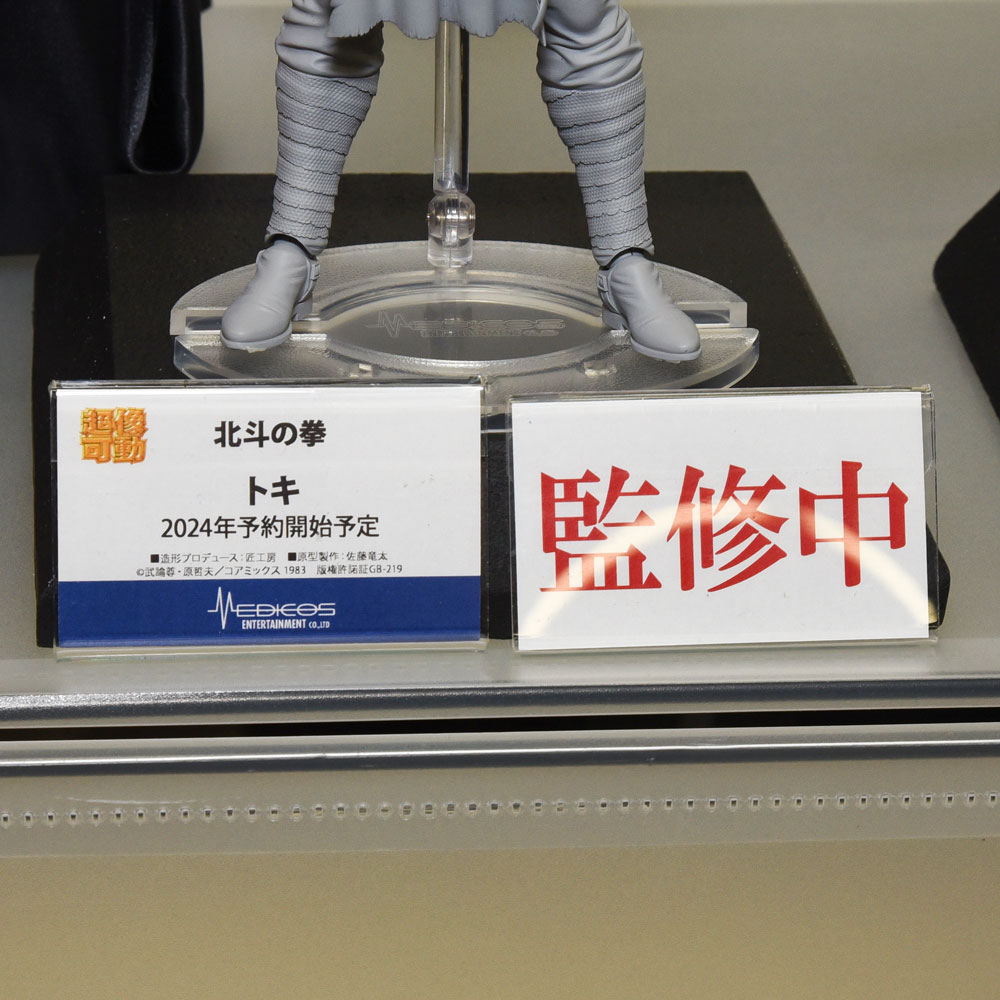 MEDICOS
ENTERTAINMENT CO.,LTD
超像
可動
北斗の拳
トキ
2024年予約開始予定
■造形プロデュース:匠工房 ■原型製作:佐藤竜太
©武論尊・原哲夫/コアミックス 1983 版権許諾証GB-219
MEDICOS
ENTERTAINMENT CO.,LTD
監修中